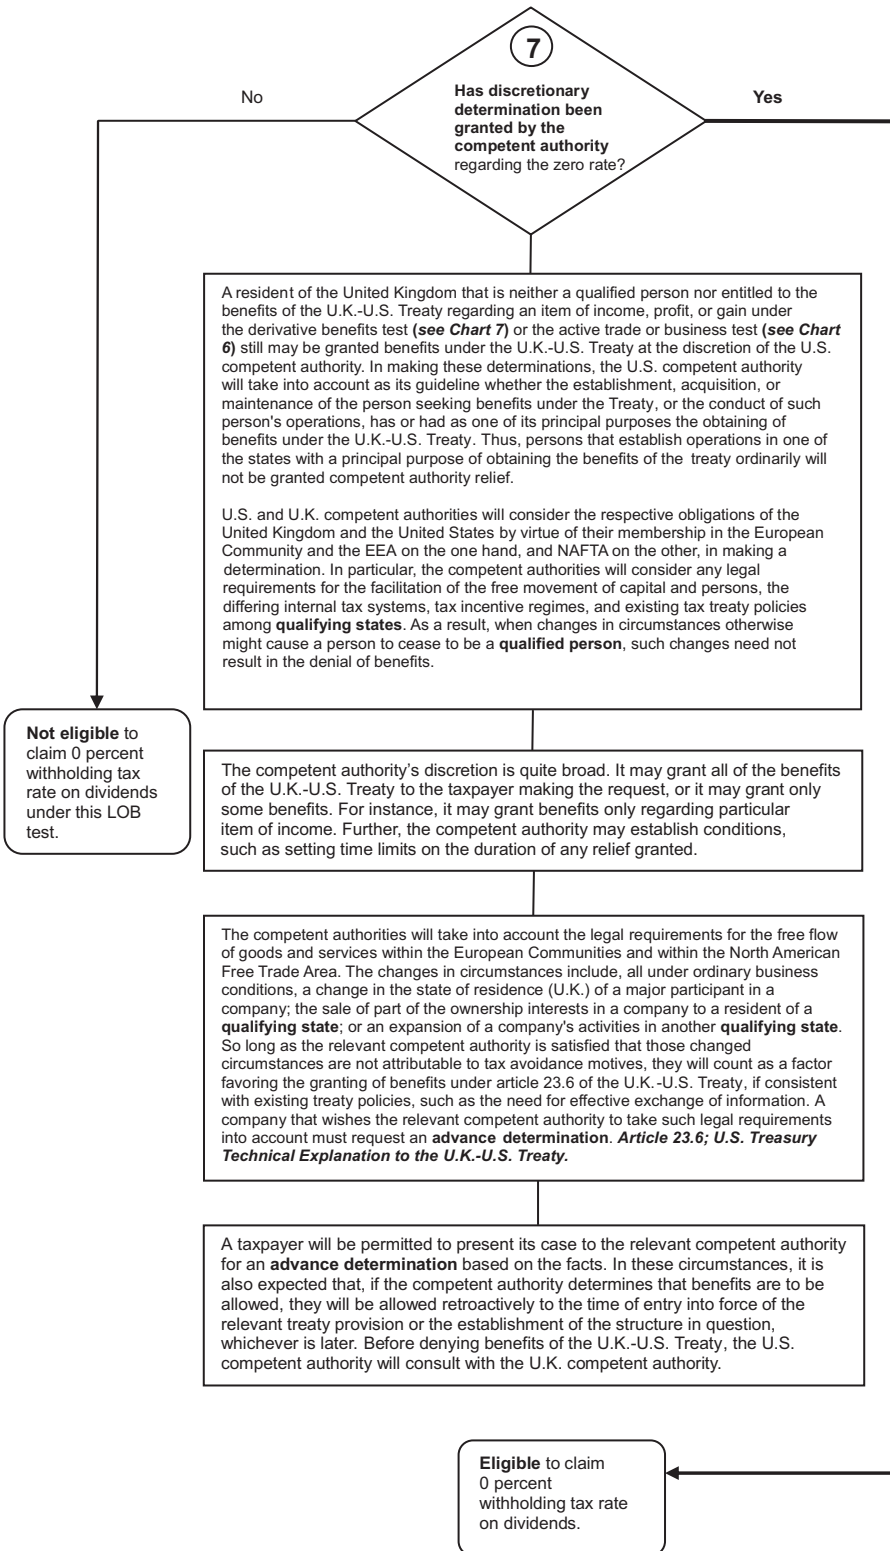 7
Has discretionary
determination been
granted by the
competent authority
regarding the zero rate?
No
Yes
A resident of the United Kingdom that is neither a qualified person nor entitled to the
benefits of the U.K.-U.S. Treaty regarding an item of income, profit, or gain under
the derivative benefits test (see Chart 7) or the active trade or business test (see Chart
6) still may be granted benefits under the U.K.-U.S. Treaty at the discretion of the U.S.
competent authority. In making these determinations, the U.S. competent authority
will take into account as its guideline whether the establishment, acquisition, or
maintenance of the person seeking benefits under the Treaty, or the conduct of such
person's operations, has or had as one of its principal purposes the obtaining of
benefits under the U.K.-U.S. Treaty. Thus, persons that establish operations in one of
the states with a principal purpose of obtaining the benefits of the treaty ordinarily will
not be granted competent authority relief.
U.S. and U.K. competent authorities will consider the respective obligations of the
United Kingdom and the United States by virtue of their membership in the European
Community and the EEA on the one hand, and NAFTA on the other, in making a
determination. In particular, the competent authorities will consider any legal
requirements for the facilitation of the free movement of capital and persons, the
differing internal tax systems, tax incentive regimes, and existing tax treaty policies
among qualifying states. As a result, when changes in circumstances otherwise
might cause a person to cease to be a qualified person, such changes need not
result in the denial of benefits.
Not eligible to
claim 0 percent
withholding tax
rate on dividends
under this LOB
test.
The competent authority's discretion is quite broad. It may grant all of the benefits
of the U.K.-U.S. Treaty to the taxpayer making the request, or it may grant only
some benefits. For instance, it may grant benefits only regarding particular
item of income. Further, the competent authority may establish conditions,
such as setting time limits on the duration of any relief granted.
The competent authorities will take into account the legal requirements for the free flow
of goods and services within the European Communities and within the North American
Free Trade Area. The changes in circumstances include, all under ordinary business
conditions, a change in the state of residence (U.K.) of a major participant in a
company; the sale of part of the ownership interests in a company to a resident of a
qualifying state; or an expansion of a company's activities in another qualifying state.
So long as the relevant competent authority is satisfied that those changed
circumstances are not attributable to tax avoidance motives, they will count as a factor
favoring the granting of benefits under article 23.6 of the U.K.-U.S. Treaty, if consistent
with existing treaty policies, such as the need for effective exchange of information. A
company that wishes the relevant competent authority to take such legal requirements
into account must request an advance determination. Article 23.6; U.S. Treasury
Technical Explanation to the U.K.-U.S. Treaty.
A taxpayer will be permitted to present its case to the relevant competent authority
for an advance determination based on the facts. In these circumstances, it is
also expected that, if the competent authority determines that benefits are to be
allowed, they will be allowed retroactively to the time of entry into force of the
relevant treaty provision or the establishment of the structure in question,
whichever is later. Before denying benefits of the U.K.-U.S. Treaty, the U.S.
competent authority will consult with the U.K. competent authority.
Eligible to claim
0 percent
withholding tax rate
on dividends.